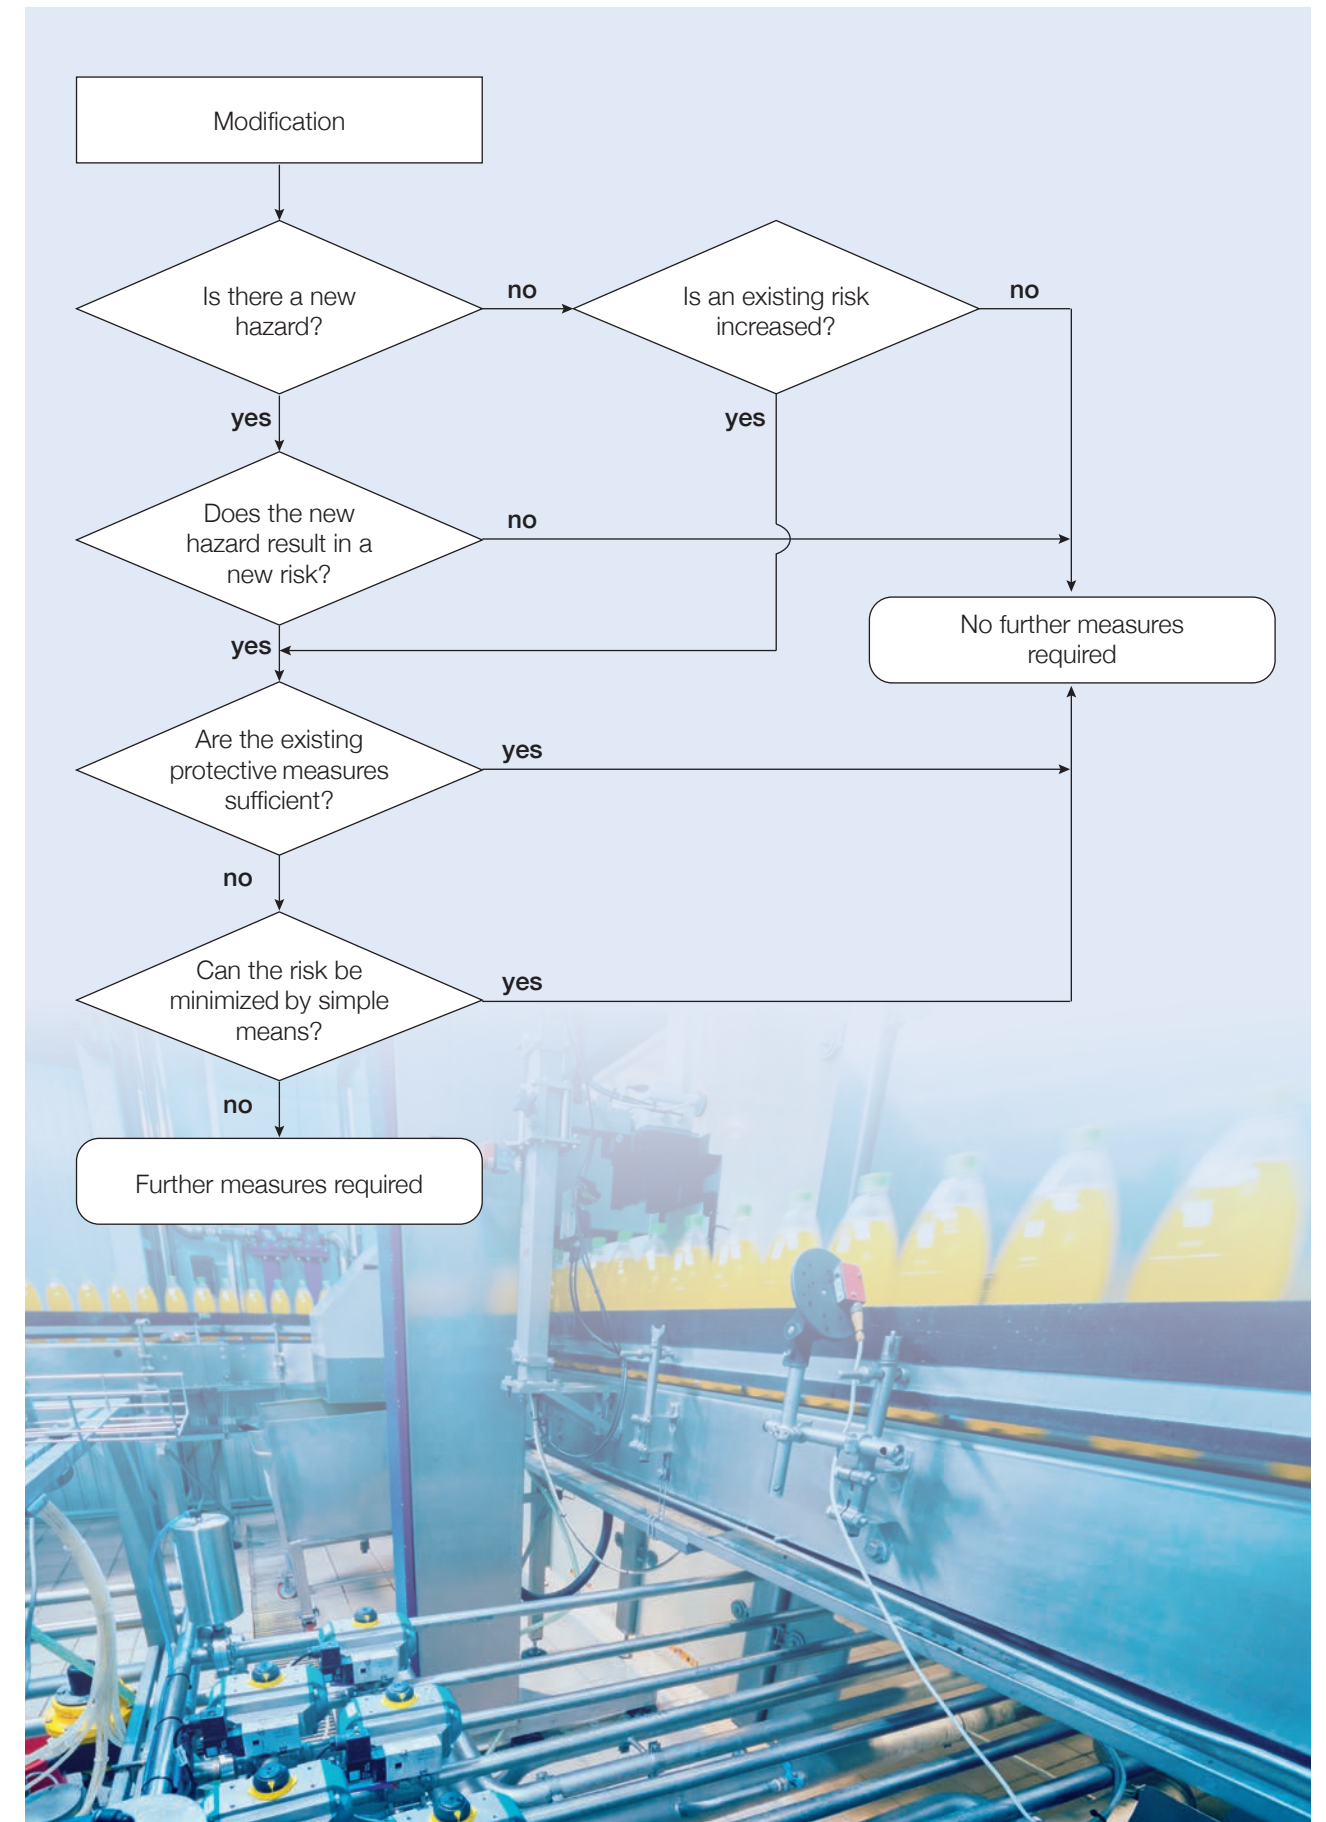 Modification
Is there a new
hazard?
no
Is an existing risk
increased?
no
yes
yes
Does the new
hazard result in a
new risk?
no
yes
No further measures
required
Are the existing
protective measures
sufficient?
yes
no
Can the risk be
minimized by simple
means?
yes
no
Further measures required